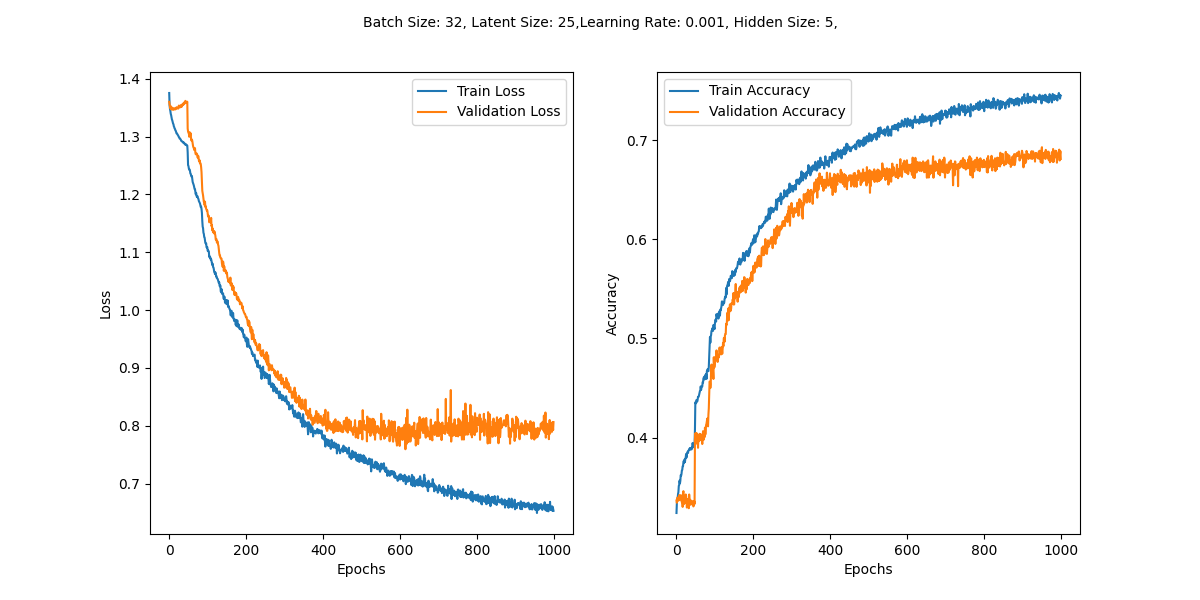 Batch Size: 32, Latent Size: 25,Learning Rate: 0.001, Hidden Size: 5,
1.4
1.3
1.2
1.1
1.0
0.9
0.8
0.7
Loss
Train Loss
Validation Loss
0 200 400 600 800 1000
Epochs
0.7
0.6
0.5
0.4
Accuracy
Train Accuracy
Validation Accuracy
0 200 400 600 800 1000
Epochs